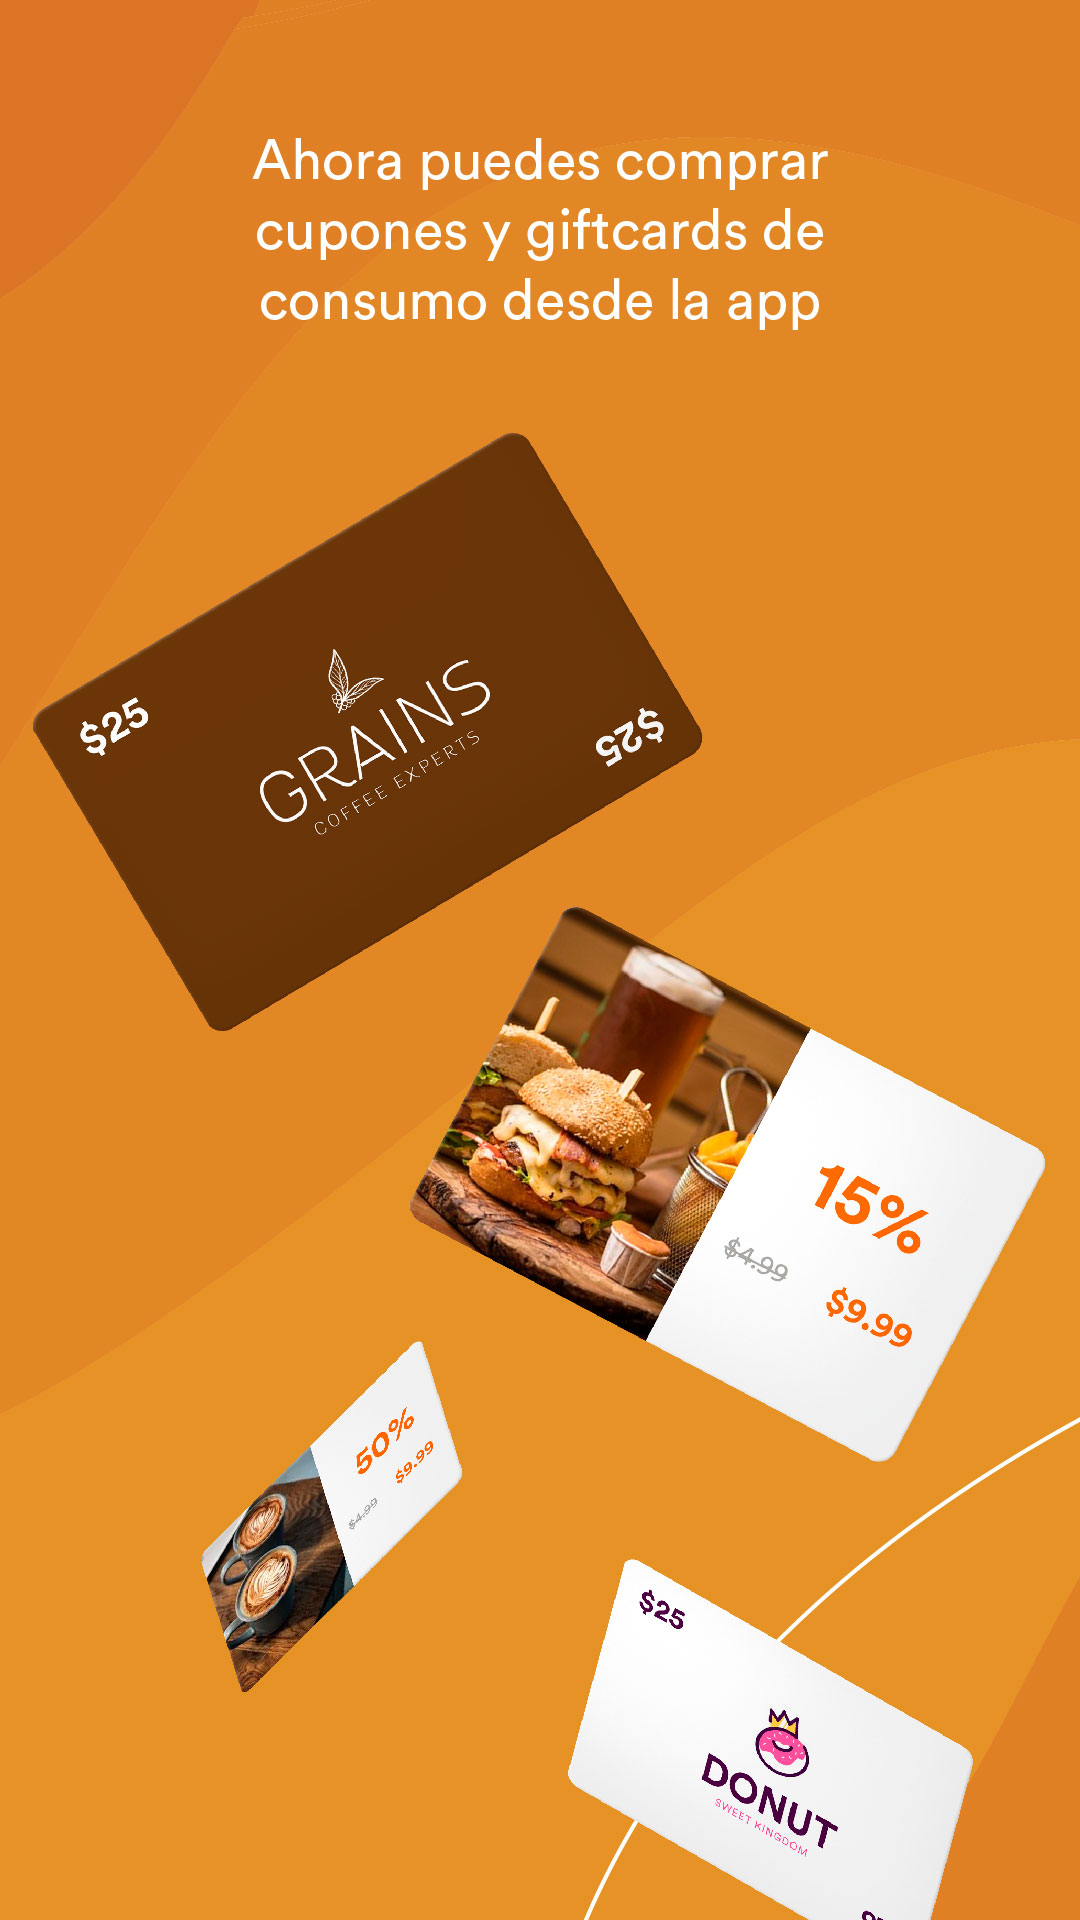 Ahora puedes comprar
cupones y giftcards de
consumo desde la app
$25
GRAINS
COFFEE EXPERTS
$25
15%
$4.99
$9.99
50%
$9.99
$4.99
$25
DONUT
SWEET KINGDOM